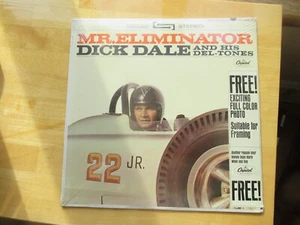 STEREO
MR. ELIMINATOR
DICK DALE AND HIS
DEL-TONES
Capitol
FREE!
EXCITING
FULL COLOR
PHOTO
Suitable for
Framing
22 JR.
Capitol
FREE!